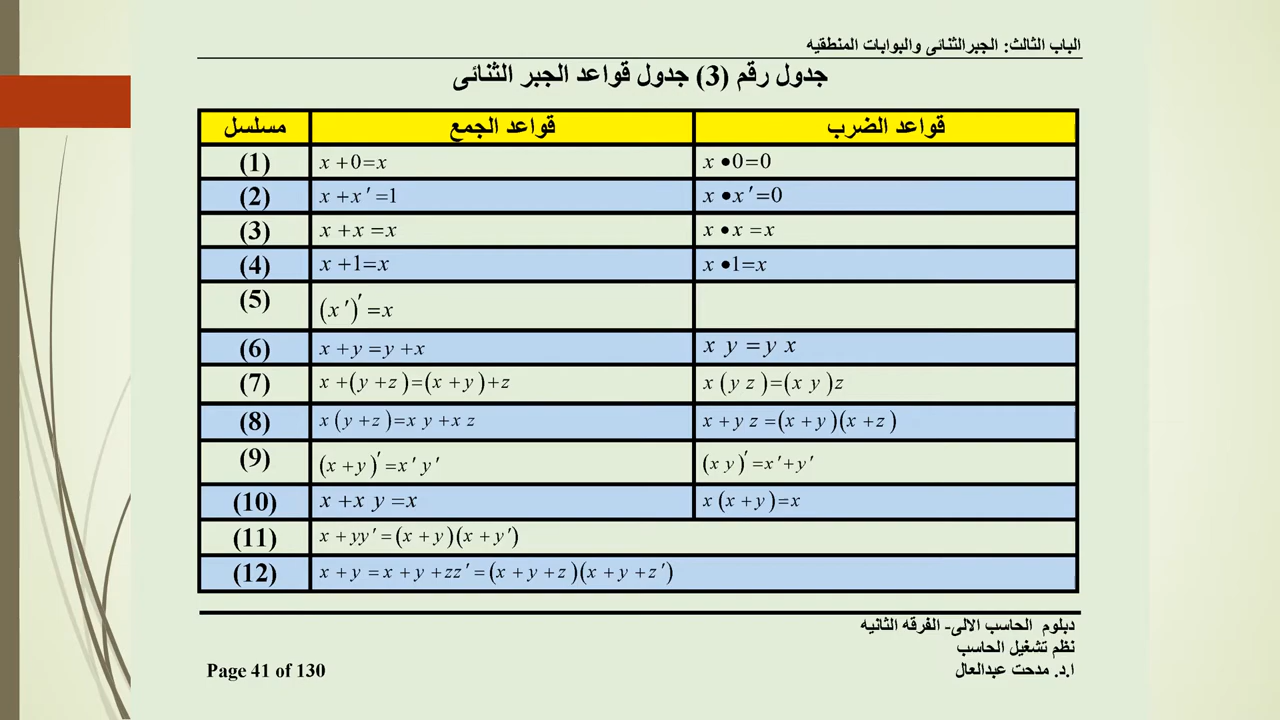 الباب الثالث: الجبرالثنائى والبوابات المنطقيه
جدول رقم (3) جدول قواعد الجبر الثنائى
مسلسل قواعد الجمع قواعد الضرب
(1) x+0=x x•0=0
(2) x+x′=1 x•x′=0
(3) x+x=x x•x=x
(4) x+1=x x•1=x
(5) (x′)′=x
(6) x+y=y+x x y=y x
(7) x+(y+z)=(x+y)+z x(y z)=(x y)z
(8) x(y+z)=x y+x z x+y z=(x+y)(x+z)
(9) (x+y)′=x′y′ (x y)′=x′+y′
(10) x+x y=x x(x+y)=x
(11) x+yy′=(x+y)(x+y′)
(12) x+y=x+y+zz′=(x+y+z)(x+y+z′)
دبلوم الحاسب الالى- الفرقه الثانيه
نظم تشغيل الحاسب
ا.د. مدحت عبدالعال
Page 41 of 130